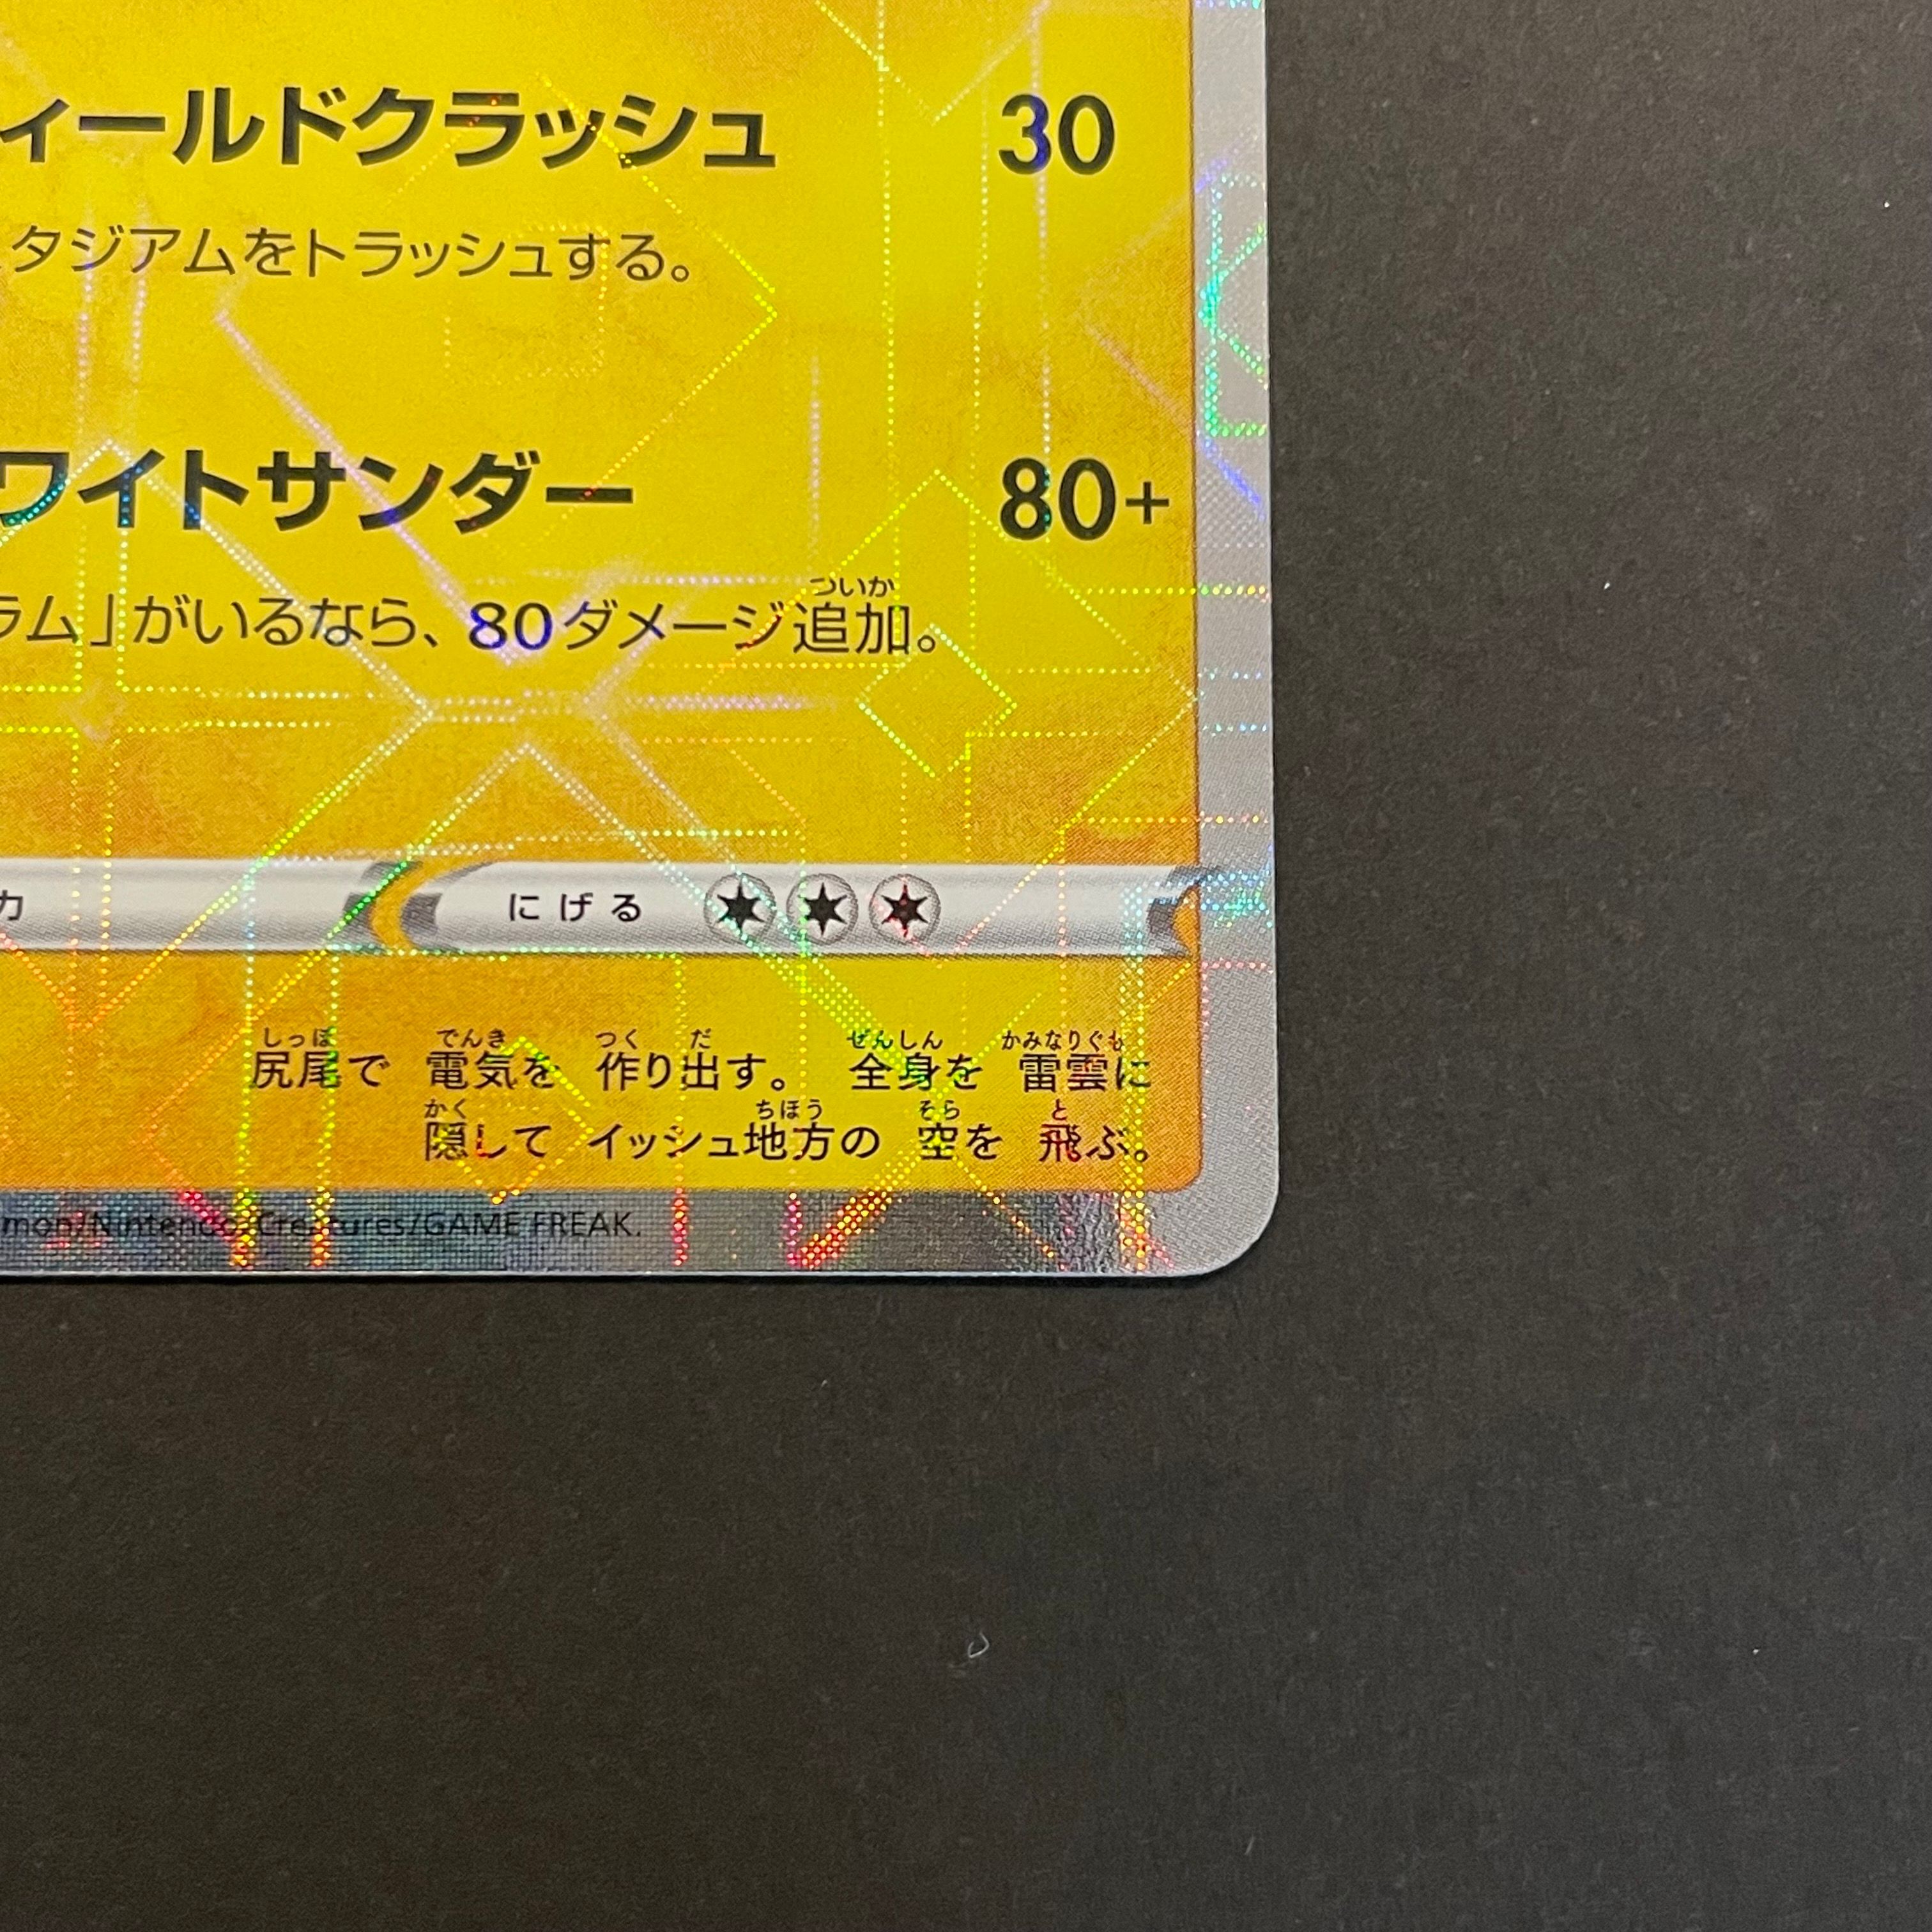 ィールドクラッシュ 30
タジアムをトラッシュする。
ワイトサンダー 80+
ついか
ラム」がいるなら、80ダメージ追加。
力 にげる
しっぽ でんき つく だ ぜんしん かみなりぐも
尻尾で 電気を 作り出す。 全身を 雷雲に
かく ちほう そら と
隠して イッシュ地方の 空を 飛ぶ。
mon/Nintendo/Creatures/GAME FREAK.